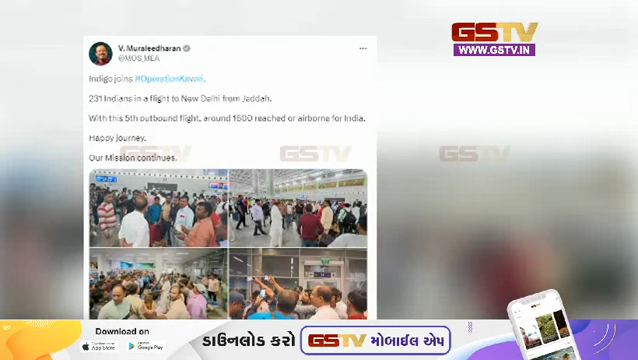 GSTV
WWW.GSTV.IN
V. Muraleedharan
@MOS_MEA
Indigo joins #OperationKaveri.
231 Indians in a flight to New Delhi from Jeddah.
With this 5th outbound flight, around 1600 reached or airborne for India.
Happy journey.
Our Mission continues.
GSTV
GSTV
Download on
App Store
Google Play
ડાઉનલોડ કરો GSTV મોબાઈલ એપ